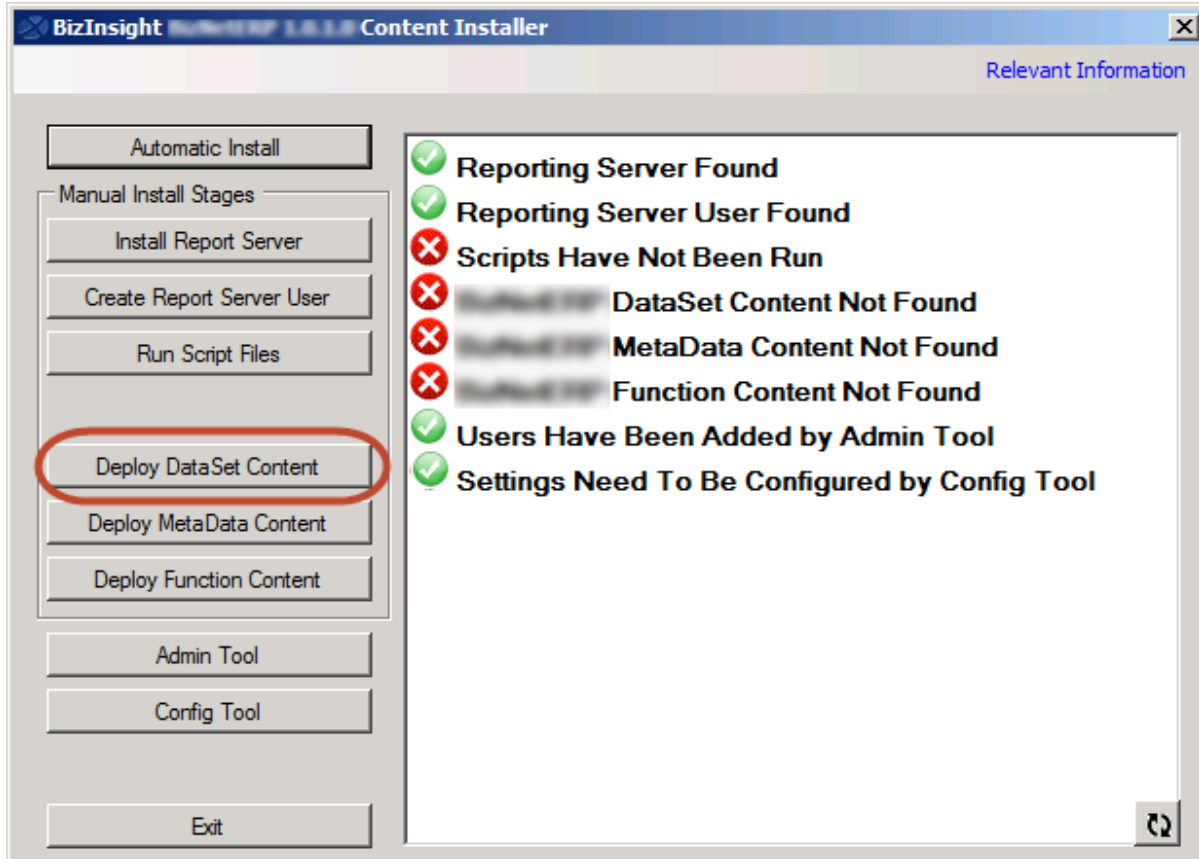 BizInsight Content Installer
Relevant Information
Automatic Install
Manual Install Stages
Install Report Server
Create Report Server User
Run Script Files
Deploy DataSet Content
Deploy MetaData Content
Deploy Function Content
Admin Tool
Config Tool
Exit
Reporting Server Found
Reporting Server User Found
Scripts Have Not Been Run
DataSet Content Not Found
MetaData Content Not Found
Function Content Not Found
Users Have Been Added by Admin Tool
Settings Need To Be Configured by Config Tool